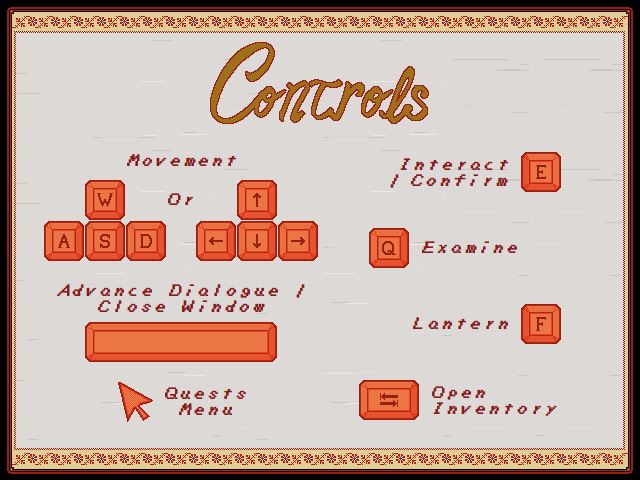 Controls
Movement
W
Or
↑
A S D
← ↓ →
Advance Dialogue /
Close Window
Quests
Menu
Interact
/ Confirm
E
Q
Examine
Lantern
F
Open
Inventory